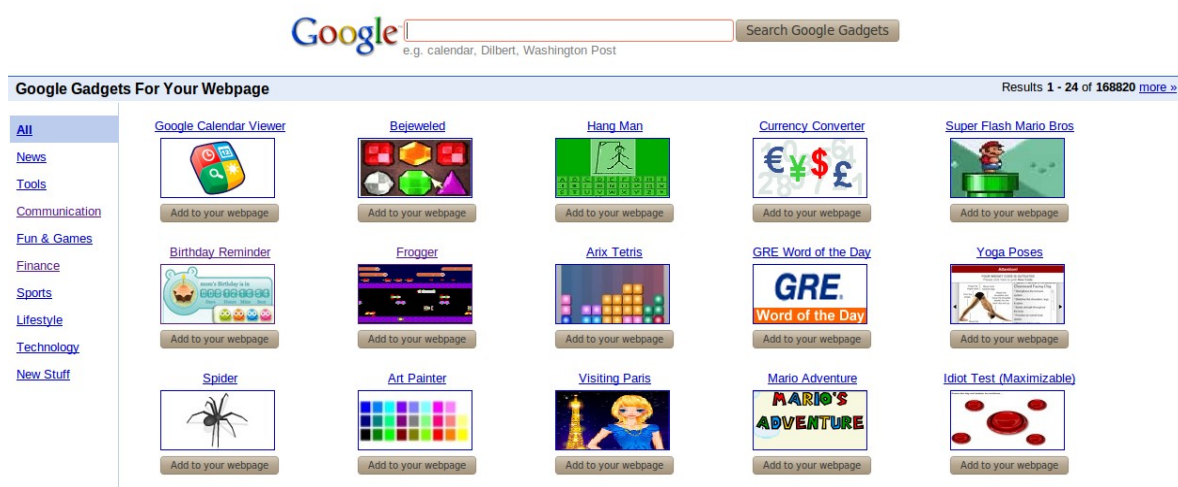 Google
Search Google Gadgets
e.g. calendar, Dilbert, Washington Post
Google Gadgets For Your Webpage
Results 1 - 24 of 168820 more »
All
News
Tools
Communication
Fun & Games
Finance
Sports
Lifestyle
Technology
New Stuff
Google Calendar Viewer
Bejeweled
Hang Man
Currency Converter
Super Flash Mario Bros
€ ¥ $ £
Add to your webpage
Add to your webpage
Add to your webpage
Add to your webpage
Add to your webpage
Birthday Reminder
Frogger
Arix Tetris
GRE Word of the Day
Yoga Poses
mom's Birthday is in
GRE
Word of the Day
Add to your webpage
Add to your webpage
Add to your webpage
Add to your webpage
Add to your webpage
Spider
Art Painter
Visiting Paris
Mario Adventure
Idiot Test (Maximizable)
MARIO'S
ADVENTURE
Add to your webpage
Add to your webpage
Add to your webpage
Add to your webpage
Add to your webpage